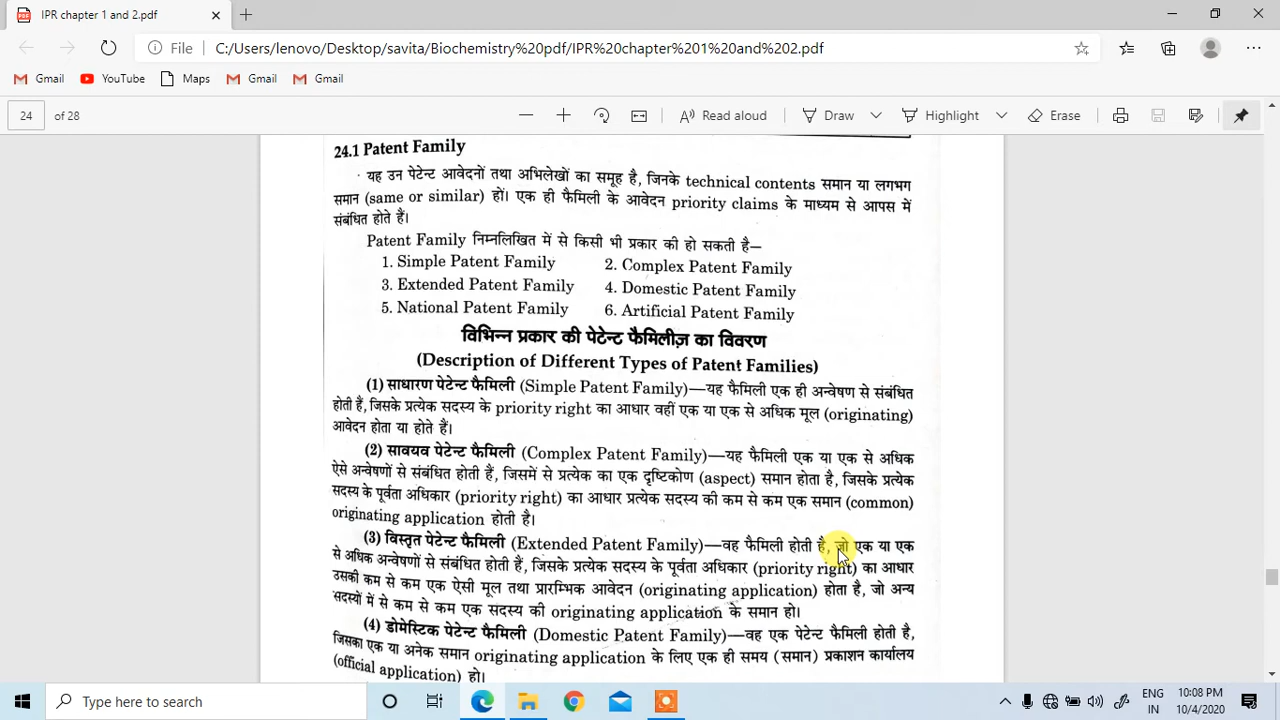 IPR chapter 1 and 2.pdf
File C:/Users/lenovo/Desktop/savita/Biochemistry%20pdf/IPR%20chapter%201%20and%202.pdf
Gmail YouTube Maps Gmail Gmail
24 of 28 Read aloud Draw Highlight Erase
24.1 Patent Family
यह उन पेटेन्ट आवेदनों तथा अभिलेखों का समूह है, जिनके technical contents समान या लगभग
समान (same or similar) हों। एक ही फैमिली के आवेदन priority claims के माध्यम से आपस में
संबंधित होते हैं।
Patent Family निम्नलिखित में से किसी भी प्रकार की हो सकती है—
1. Simple Patent Family 2. Complex Patent Family
3. Extended Patent Family 4. Domestic Patent Family
5. National Patent Family 6. Artificial Patent Family
विभिन्न प्रकार की पेटेन्ट फैमिलीज़ का विवरण
(Description of Different Types of Patent Families)
(1) साधारण पेटेन्ट फैमिली (Simple Patent Family)—यह फैमिली एक ही अन्वेषण से संबंधित
होती हैं, जिसके प्रत्येक सदस्य के priority right का आधार वहीं एक या एक से अधिक मूल (originating)
आवेदन होता या होते हैं।
(2) सावयव पेटेन्ट फैमिली (Complex Patent Family)—यह फैमिली एक या एक से अधिक
ऐसे अन्वेषणों से संबंधित होती हैं, जिसमें से प्रत्येक का एक दृष्टिकोण (aspect) समान होता है, जिसके प्रत्येक
सदस्य के पूर्वता अधिकार (priority right) का आधार प्रत्येक सदस्य की कम से कम एक समान (common)
originating application होती है।
(3) विस्तृत पेटेन्ट फैमिली (Extended Patent Family)—वह फैमिली होती है, जो एक या एक
से अधिक अन्वेषणों से संबंधित होती हैं, जिसके प्रत्येक सदस्य के पूर्वता अधिकार (priority right) का आधार
उसकी कम से कम एक ऐसी मूल तथा प्रारम्भिक आवेदन (originating application) होता है, जो अन्य
सदस्यों में से कम से कम एक सदस्य की originating application के समान हो।
(4) डोमेस्टिक पेटेन्ट फैमिली (Domestic Patent Family)—वह एक पेटेन्ट फैमिली होती है,
जिसका एक या अनेक समान originating application के लिए एक ही समय (समान) प्रकाशन कार्यालय
(official application) हो।
Type here to search ENG IN 10:08 PM 10/4/2020